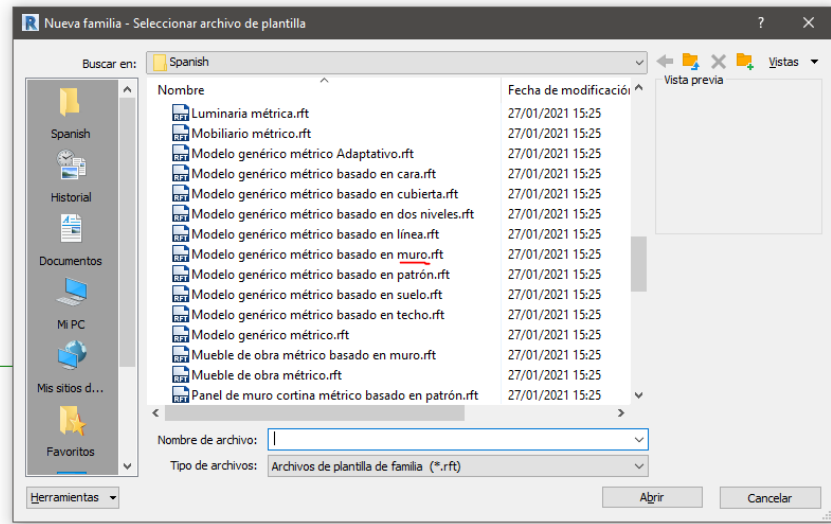 Nueva familia - Seleccionar archivo de plantilla
?
Buscar en:
Spanish
Vistas
Nombre
Fecha de modificación
Vista previa
Spanish
Historial
Documentos
Mi PC
Mis sitios d...
Favoritos
Luminaria métrica.rft 27/01/2021 15:25
Mobiliario métrico.rft 27/01/2021 15:25
Modelo genérico métrico Adaptativo.rft 27/01/2021 15:25
Modelo genérico métrico basado en cara.rft 27/01/2021 15:25
Modelo genérico métrico basado en cubierta.rft 27/01/2021 15:25
Modelo genérico métrico basado en dos niveles.rft 27/01/2021 15:25
Modelo genérico métrico basado en línea.rft 27/01/2021 15:25
Modelo genérico métrico basado en muro.rft 27/01/2021 15:25
Modelo genérico métrico basado en patrón.rft 27/01/2021 15:25
Modelo genérico métrico basado en suelo.rft 27/01/2021 15:25
Modelo genérico métrico basado en techo.rft 27/01/2021 15:25
Modelo genérico métrico.rft 27/01/2021 15:25
Mueble de obra métrico basado en muro.rft 27/01/2021 15:25
Mueble de obra métrico.rft 27/01/2021 15:25
Panel de muro cortina métrico basado en patrón.rft 27/01/2021 15:25
Nombre de archivo:
Tipo de archivos: Archivos de plantilla de familia (*.rft)
Herramientas
Abrir
Cancelar